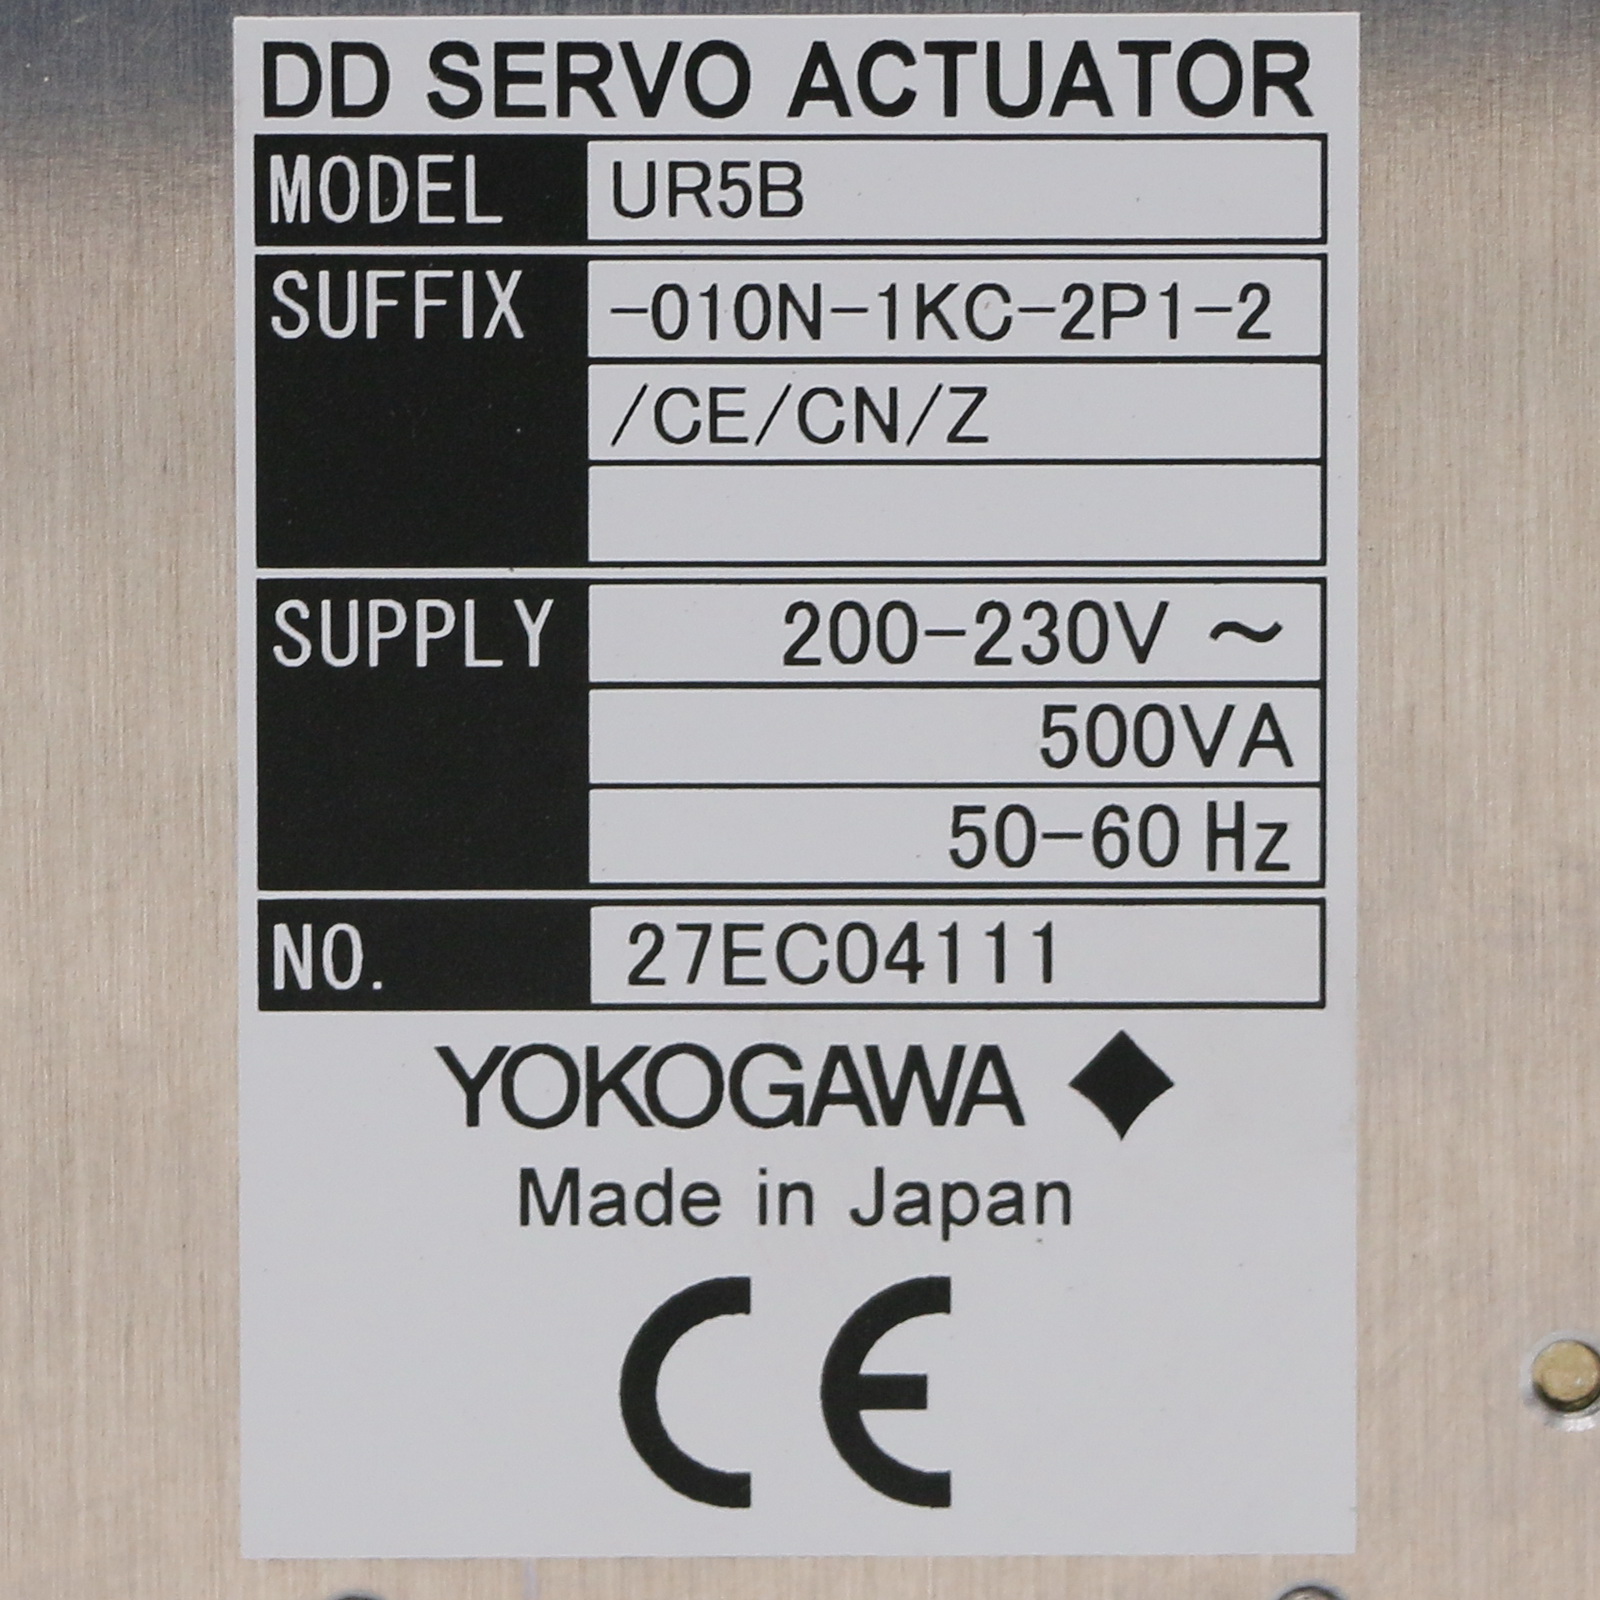 DD SERVO ACTUATOR
MODEL UR5B
SUFFIX -010N-1KC-2P1-2
/CE/CN/Z
SUPPLY 200-230V ~
500VA
50-60 Hz
NO. 27EC04111
YOKOGAWA
Made in Japan
CE